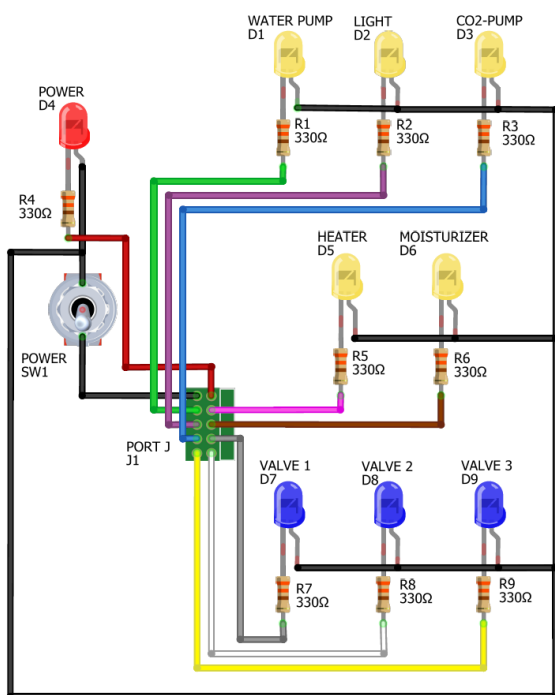 WATER PUMP
D1
LIGHT
D2
CO2-PUMP
D3
POWER
D4
R1
330Ω
R2
330Ω
R3
330Ω
R4
330Ω
HEATER
D5
MOISTURIZER
D6
POWER
SW1
R5
330Ω
R6
330Ω
PORT J
J1
VALVE 1
D7
VALVE 2
D8
VALVE 3
D9
R7
330Ω
R8
330Ω
R9
330Ω